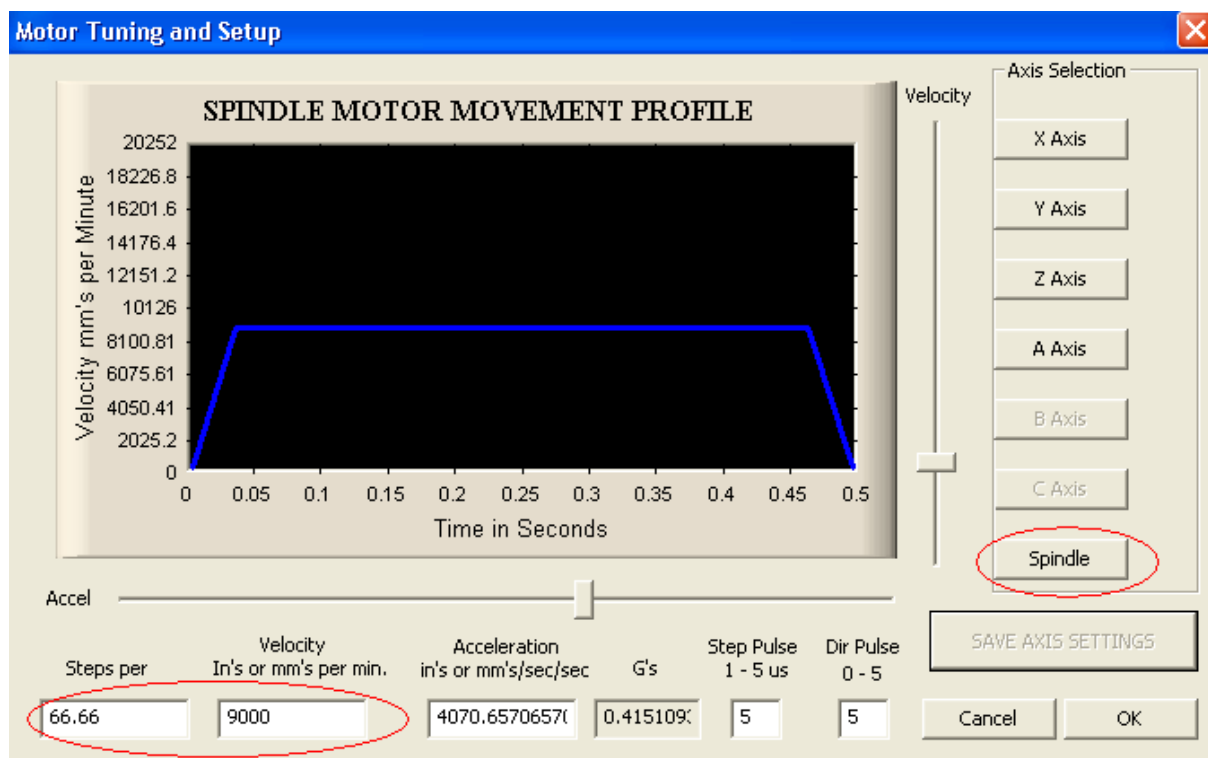 Motor Tuning and Setup
SPINDLE MOTOR MOVEMENT PROFILE
Velocity mm's per Minute
20252
18226.8
16201.6
14176.4
12151.2
10126
8100.81
6075.61
4050.41
2025.2
0
0 0.05 0.1 0.15 0.2 0.25 0.3 0.35 0.4 0.45 0.5
Time in Seconds
Velocity
Axis Selection
X Axis
Y Axis
Z Axis
A Axis
B Axis
C Axis
Spindle
Accel
Steps per
Velocity
In's or mm's per min.
Acceleration
in's or mm's/sec/sec
G's
Step Pulse
1 - 5 us
Dir Pulse
0 - 5
66.66
9000
4070.6570657(
0.415109
5
5
SAVE AXIS SETTINGS
Cancel
OK